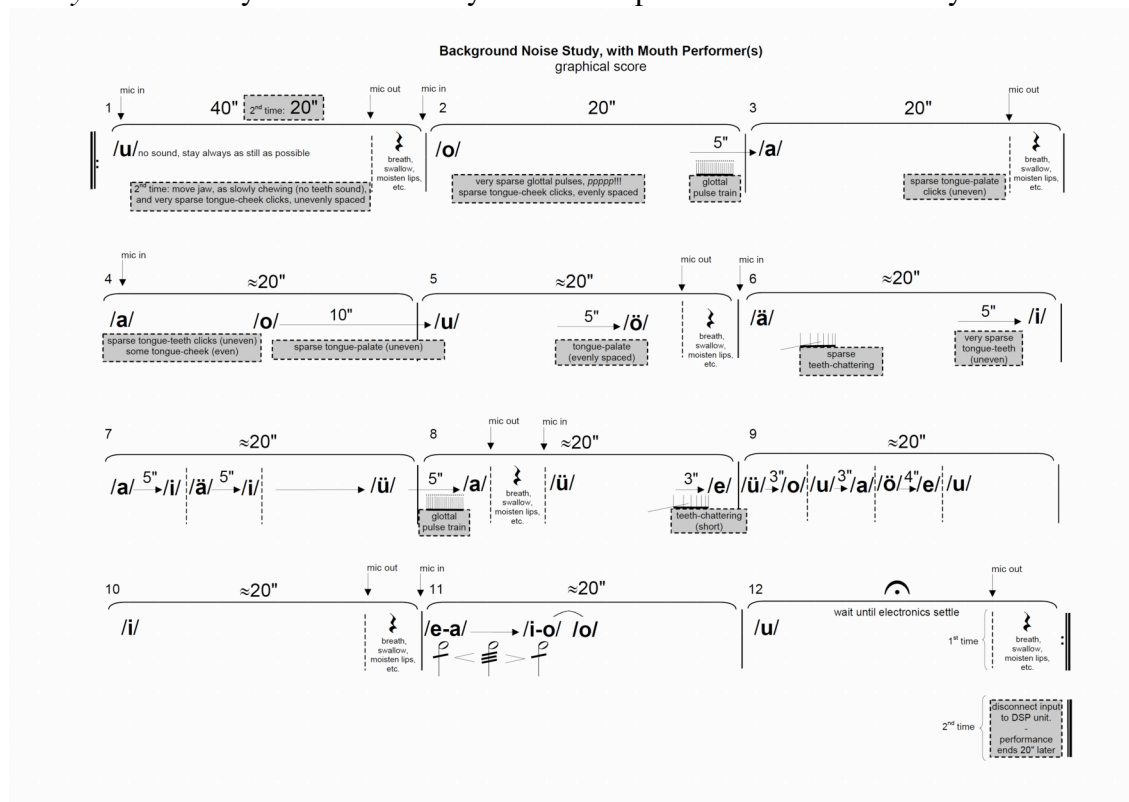 Background Noise Study, with Mouth Performer(s)
graphical score
1 mic in 40" 2nd time: 20" mic out
/u/ no sound, stay always as still as possible
2nd time: move jaw, as slowly chewing (no teeth sound),
and very sparse tongue-cheek clicks, unevenly spaced
breath,
swallow,
moisten lips,
etc.
mic in 2 20"
/o/ 5" /a/
very sparse glottal pulses, ppppp!!!
sparse tongue-cheek clicks, evenly spaced
glottal
pulse train
3 20" mic out
sparse tongue-palate
clicks (uneven)
breath,
swallow,
moisten lips,
etc.
4 mic in ≈20"
/a/ /o/ 10" /u/
sparse tongue-teeth clicks (uneven)
some tongue-cheek (even)
sparse tongue-palate (uneven)
5 ≈20" mic out
5" /ö/
tongue-palate
(evenly spaced)
breath,
swallow,
moisten lips,
etc.
mic in 6 ≈20"
/ä/ 5" /i/
sparse
teeth-chattering
very sparse
tongue-teeth
(uneven)
7 ≈20"
/a/ 5" /i/ /ä/ 5" /i/ /ü/
8 mic out mic in ≈20"
5" /a/ /ü/ 3" /e/
glottal
pulse train
breath,
swallow,
moisten lips,
etc.
teeth-chattering
(short)
9 ≈20"
/ü/ 3" /o/ /u/ 3" /a/ /ö/ 4" /e/ /u/
10 ≈20" mic out
/i/
breath,
swallow,
moisten lips,
etc.
mic in 11 ≈20"
/e-a/ /i-o/ /o/
12 mic out
wait until electronics settle
/u/
1st time
breath,
swallow,
moisten lips,
etc.
2nd time
disconnect input
to DSP unit.
-
performance
ends 20" later